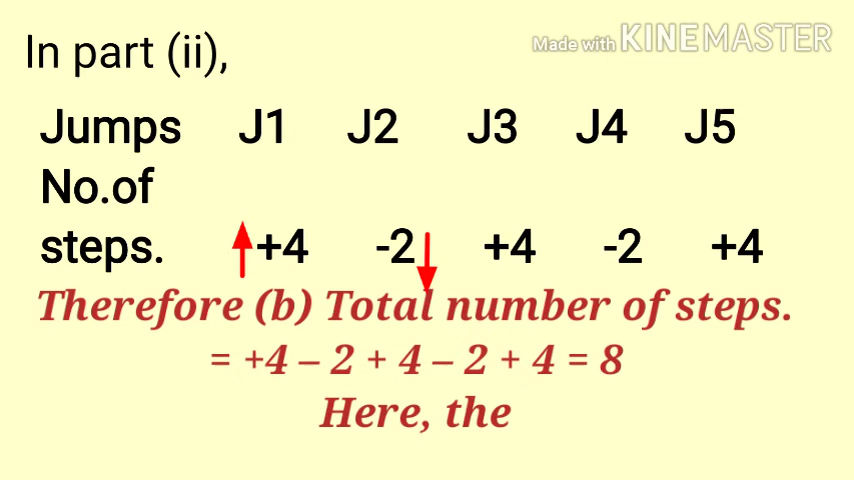 In part (ii),
Made with KINEMASTER
Jumps J1 J2 J3 J4 J5
No.of
steps. +4 -2 +4 -2 +4
Therefore (b) Total number of steps.
= +4 – 2 + 4 – 2 + 4 = 8
Here, the